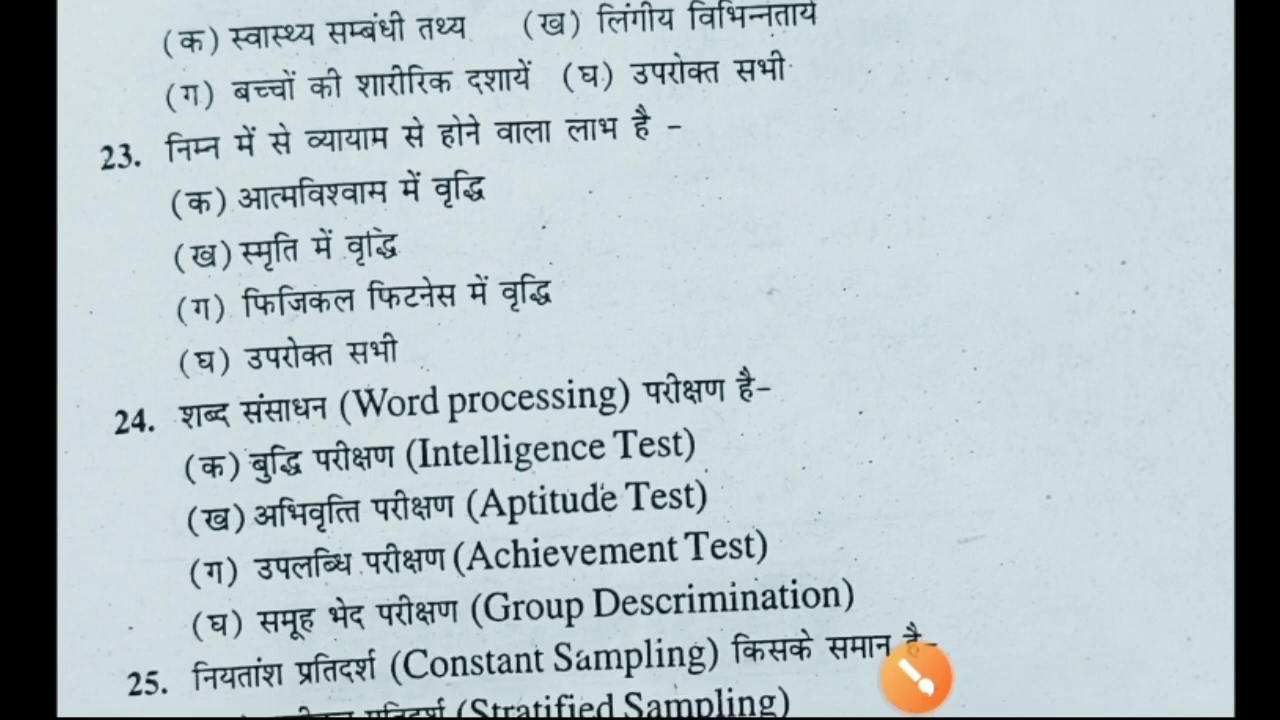 (क) स्वास्थ्य सम्बंधी तथ्य (ख) लिंगीय विभिन्नतायें
(ग) बच्चों की शारीरिक दशायें (घ) उपरोक्त सभी
23. निम्न में से व्यायाम से होने वाला लाभ है –
(क) आत्मविश्वाम में वृद्धि
(ख) स्मृति में वृद्धि
(ग) फिजिकल फिटनेस में वृद्धि
(घ) उपरोक्त सभी
24. शब्द संसाधन (Word processing) परीक्षण है–
(क) बुद्धि परीक्षण (Intelligence Test)
(ख) अभिवृत्ति परीक्षण (Aptitude Test)
(ग) उपलब्धि परीक्षण (Achievement Test)
(घ) समूह भेद परीक्षण (Group Descrimination)
25. नियतांश प्रतिदर्श (Constant Sampling) किसके समान है–
प्रतिदर्श (Stratified Sampling)